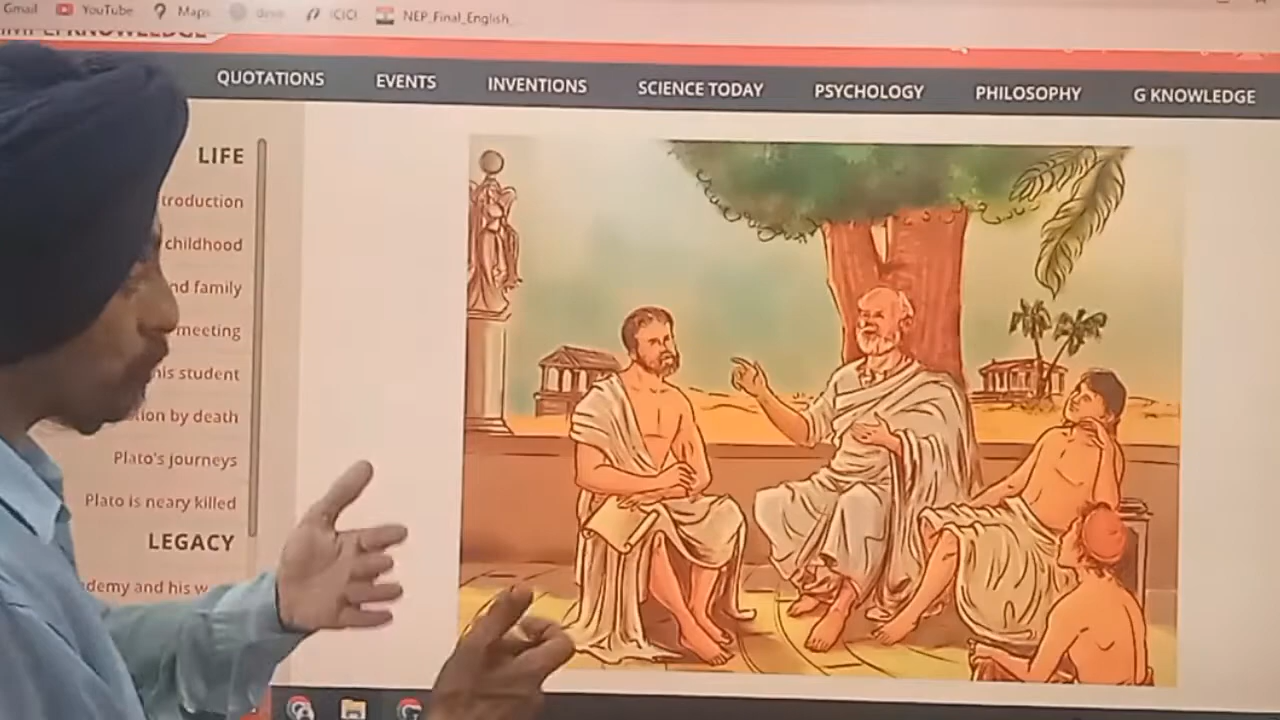 Gmail YouTube Maps ICICI NEP_Final_English...
KNOWLEDGE
QUOTATIONS EVENTS INVENTIONS SCIENCE TODAY PSYCHOLOGY PHILOSOPHY G KNOWLEDGE
LIFE
troduction
childhood
nd family
meeting
his student
tion by death
Plato's journeys
Plato is neary killed
LEGACY
demy and his w